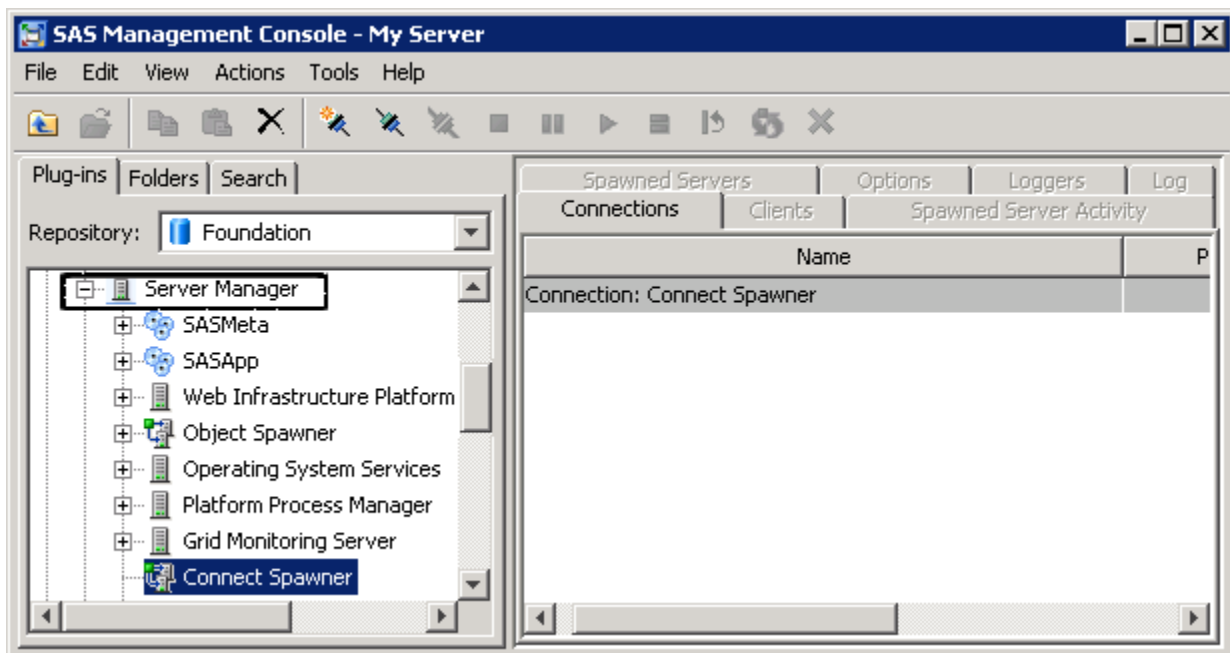 SAS Management Console - My Server
File Edit View Actions Tools Help
Plug-ins Folders Search
Repository: Foundation
Server Manager
SASMeta
SASApp
Web Infrastructure Platform
Object Spawner
Operating System Services
Platform Process Manager
Grid Monitoring Server
Connect Spawner
Spawned Servers Options Loggers Log
Connections Clients Spawned Server Activity
Name P
Connection: Connect Spawner